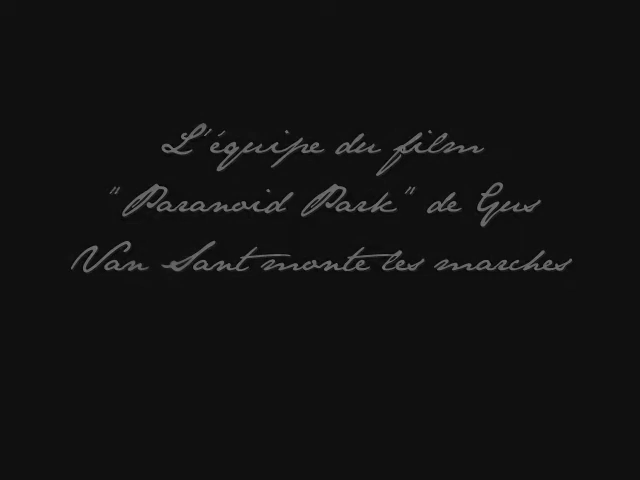 L'équipe du film
"Paranoid Park" de Gus
Van Sant monte les marches